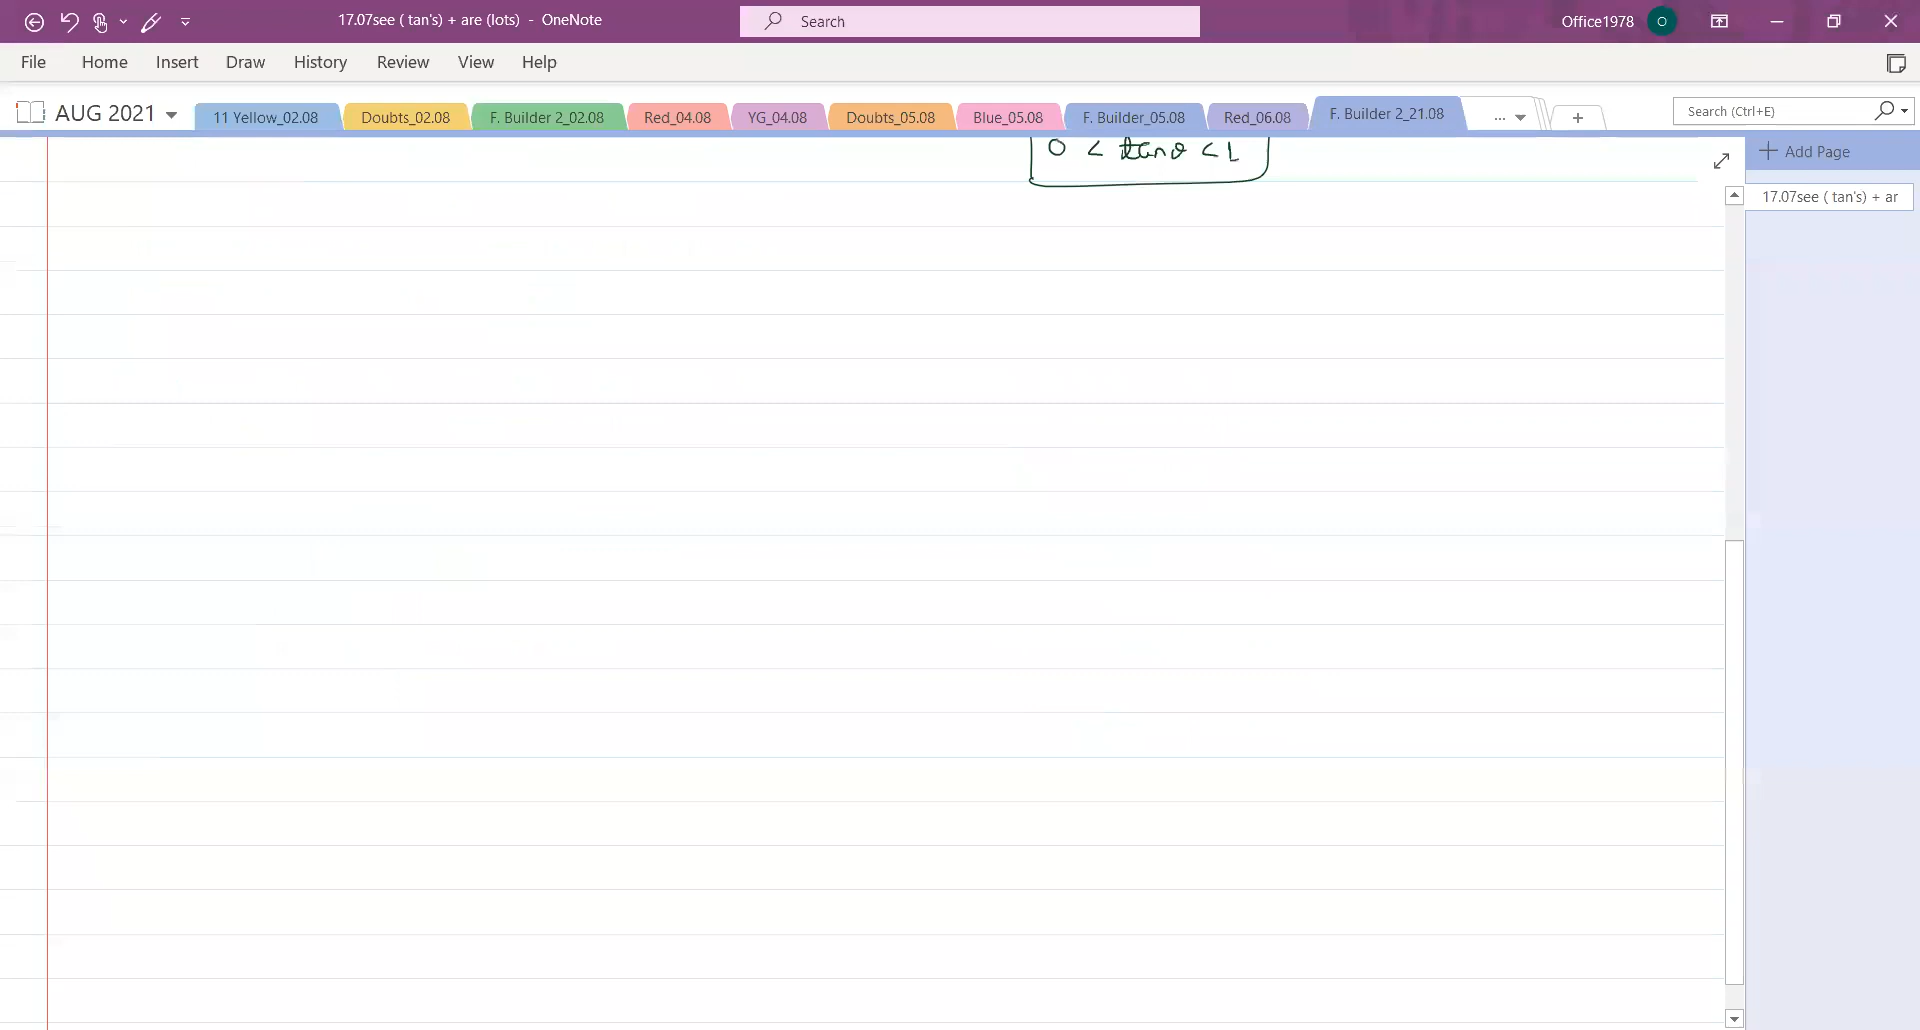 17.07see ( tan's) + are (lots) - OneNote
Search
Office1978
O
File Home Insert Draw History Review View Help
AUG 2021
11 Yellow_02.08
Doubts_02.08
F. Builder 2_02.08
Red_04.08
YG_04.08
Doubts_05.08
Blue_05.08
F. Builder_05.08
Red_06.08
F. Builder 2_21.08
...
+
Search (Ctrl+E)
0 < tanθ < 1
Add Page
17.07see ( tan's) + ar